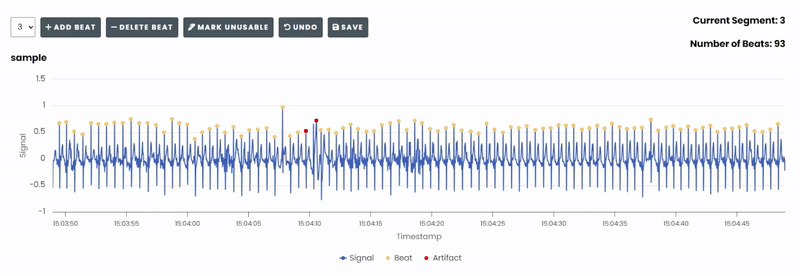 3 ADD BEAT DELETE BEAT MARK UNUSABLE UNDO SAVE
Current Segment: 3
Number of Beats: 93
sample
1.5
1
0.5
0
−0.5
−1
Signal
15:03:50 15:03:55 15:04:00 15:04:05 15:04:10 15:04:15 15:04:20 15:04:25 15:04:30 15:04:35 15:04:40 15:04:45
Timestamp
Signal Beat Artifact